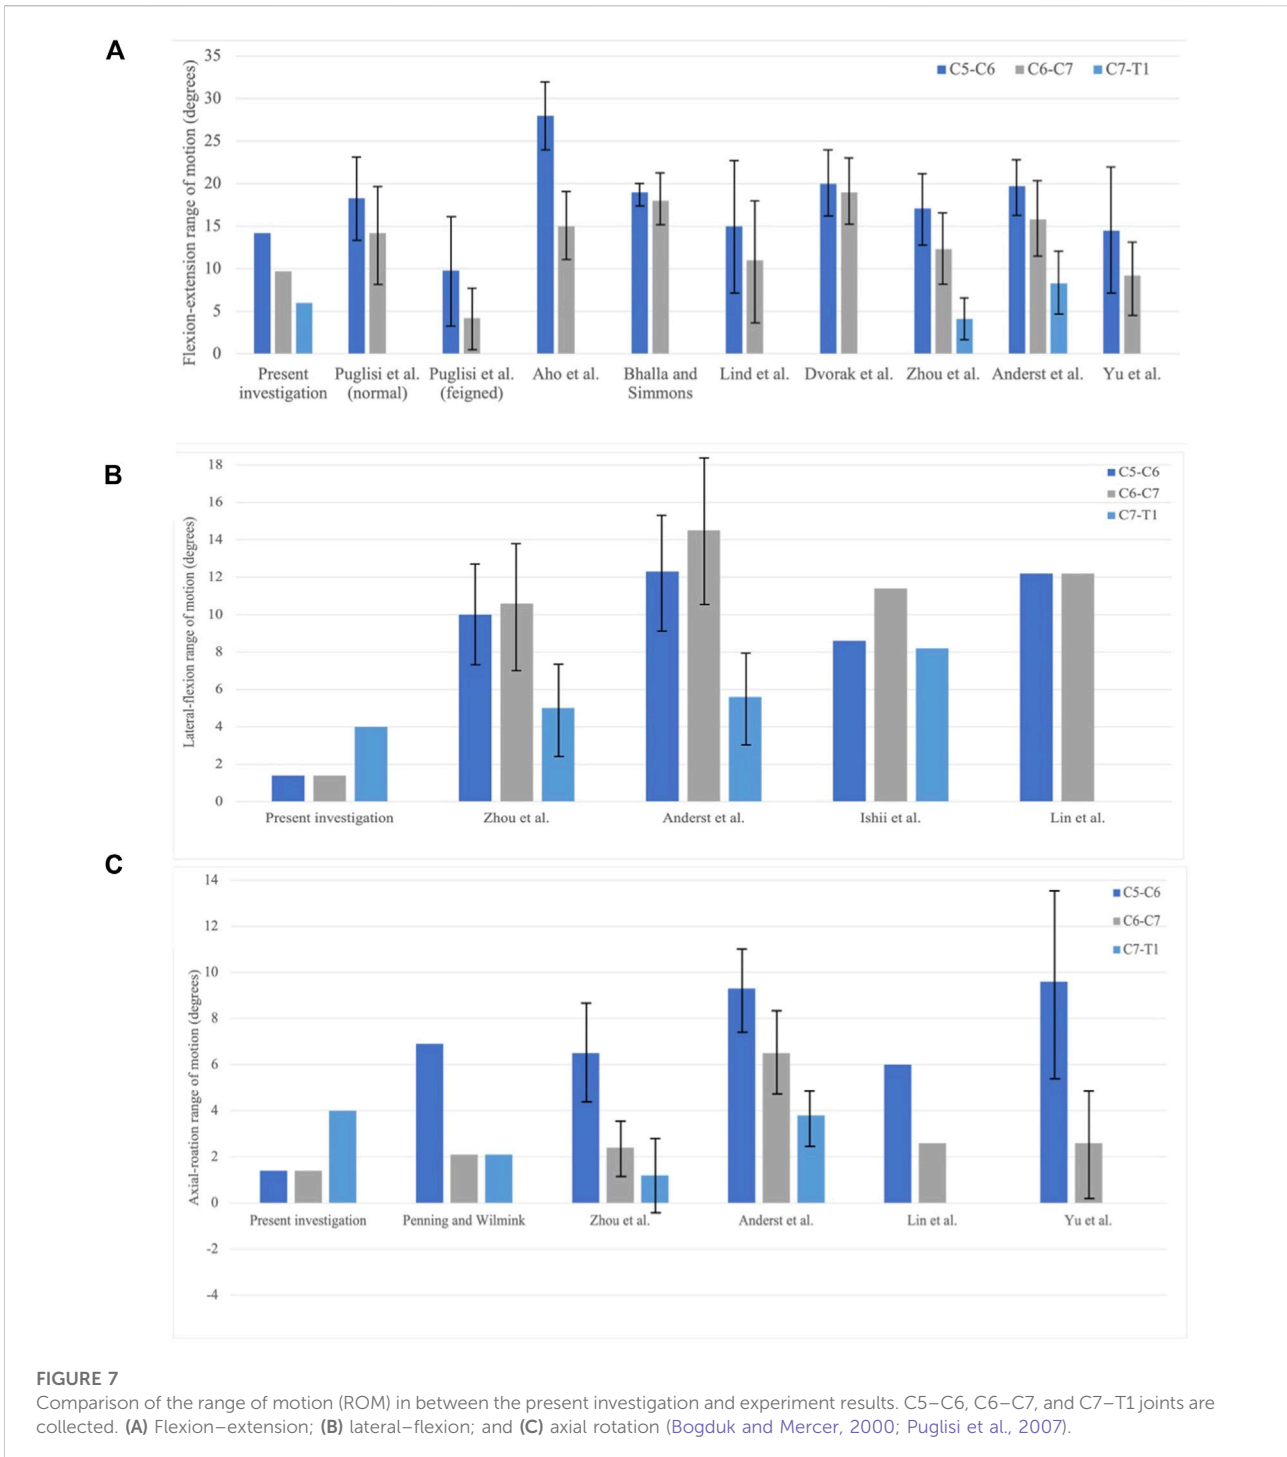 A
35
30
25
20
15
10
5
0
Flexion-extension range of motion (degrees)
C5-C6 C6-C7 C7-T1
Present investigation
Puglisi et al. (normal)
Puglisi et al. (feigned)
Aho et al.
Bhalla and Simmons
Lind et al.
Dvorak et al.
Zhou et al.
Anderst et al.
Yu et al.
B
18
16
14
12
10
8
6
4
2
0
Lateral-flexion range of motion (degrees)
C5-C6
C6-C7
C7-T1
Present investigation
Zhou et al.
Anderst et al.
Ishii et al.
Lin et al.
C
14
12
10
8
6
4
2
0
-2
-4
Axial-roation range of motion (degrees)
C5-C6
C6-C7
C7-T1
Present investigation
Penning and Wilmink
Zhou et al.
Anderst et al.
Lin et al.
Yu et al.
FIGURE 7
Comparison of the range of motion (ROM) in between the present investigation and experiment results. C5–C6, C6–C7, and C7–T1 joints are
collected. (A) Flexion–extension; (B) lateral–flexion; and (C) axial rotation (Bogduk and Mercer, 2000; Puglisi et al., 2007).